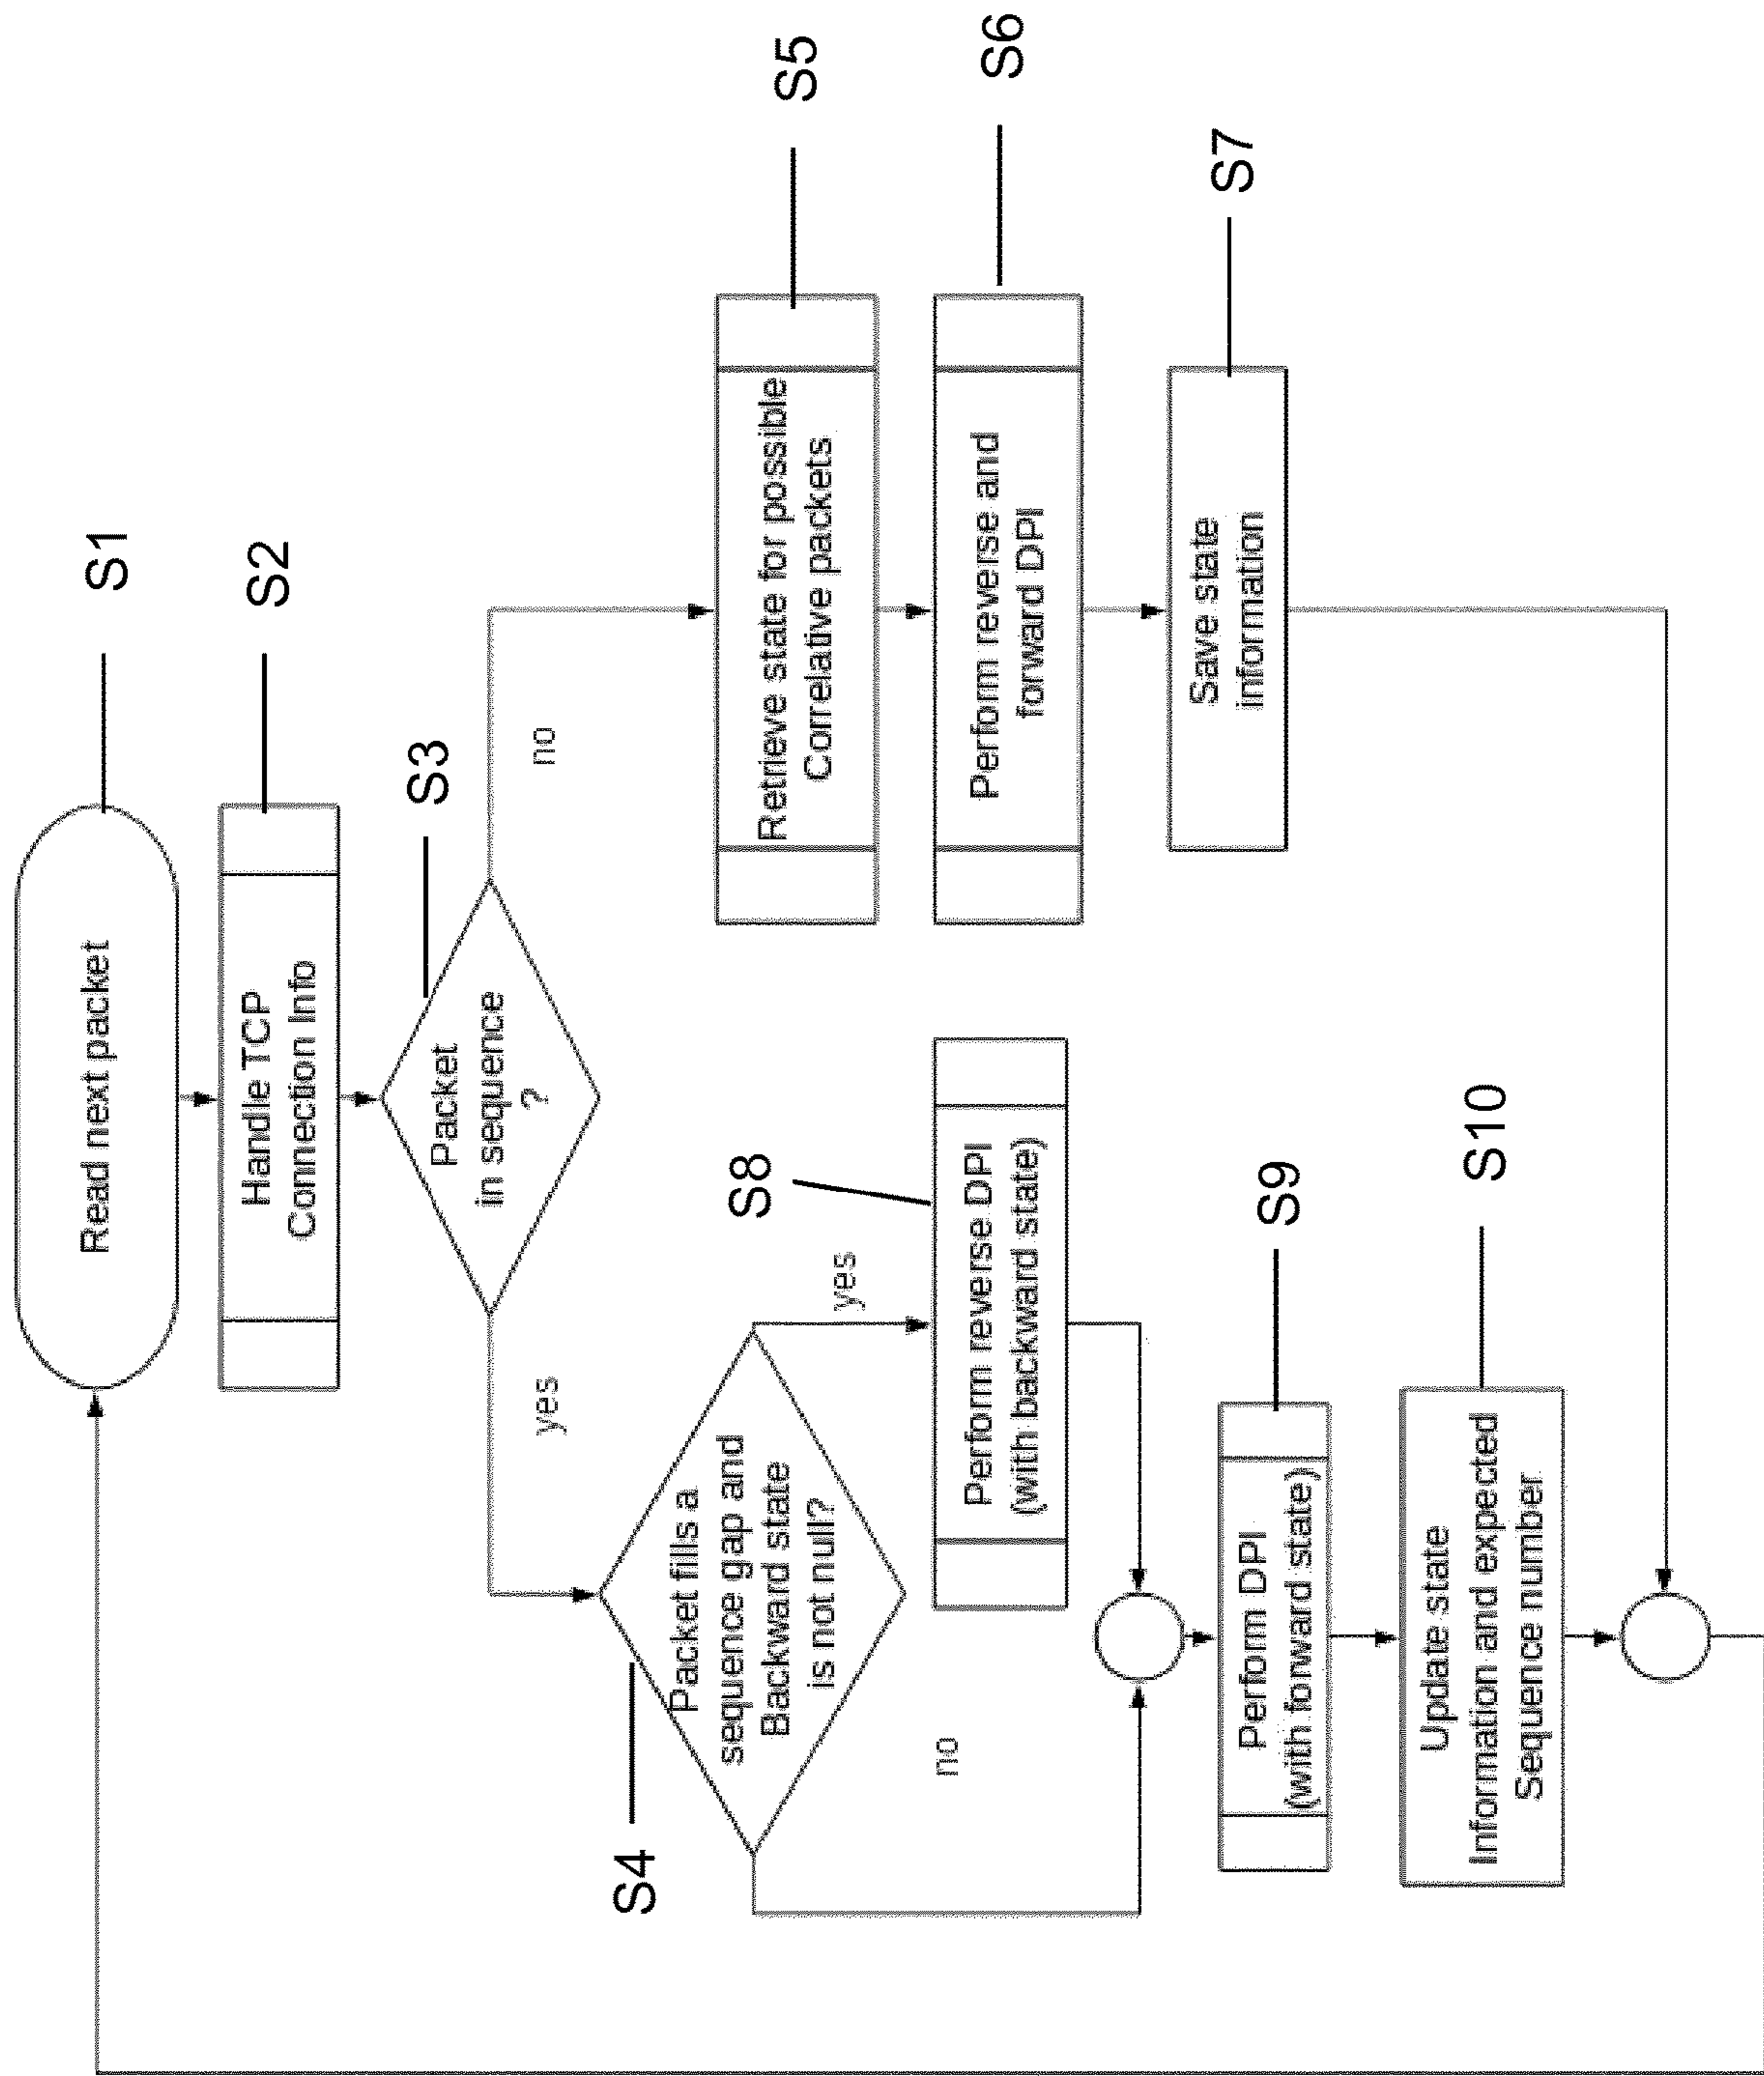 Read next packet
S1
Handle TCP
Connection Info
S2
Packet
in sequence
?
S3
yes
no
Packet fills a
sequence gap and
Backward state
is not null?
S4
yes
no
Retrieve state for possible
Correlative packets
S5
Perform reverse and
forward DPI
S6
Save state
information
S7
Perform reverse DPI
(with backward state)
S8
Perform DPI
(with forward state)
S9
Update state
Information and expected
Sequence number
S10